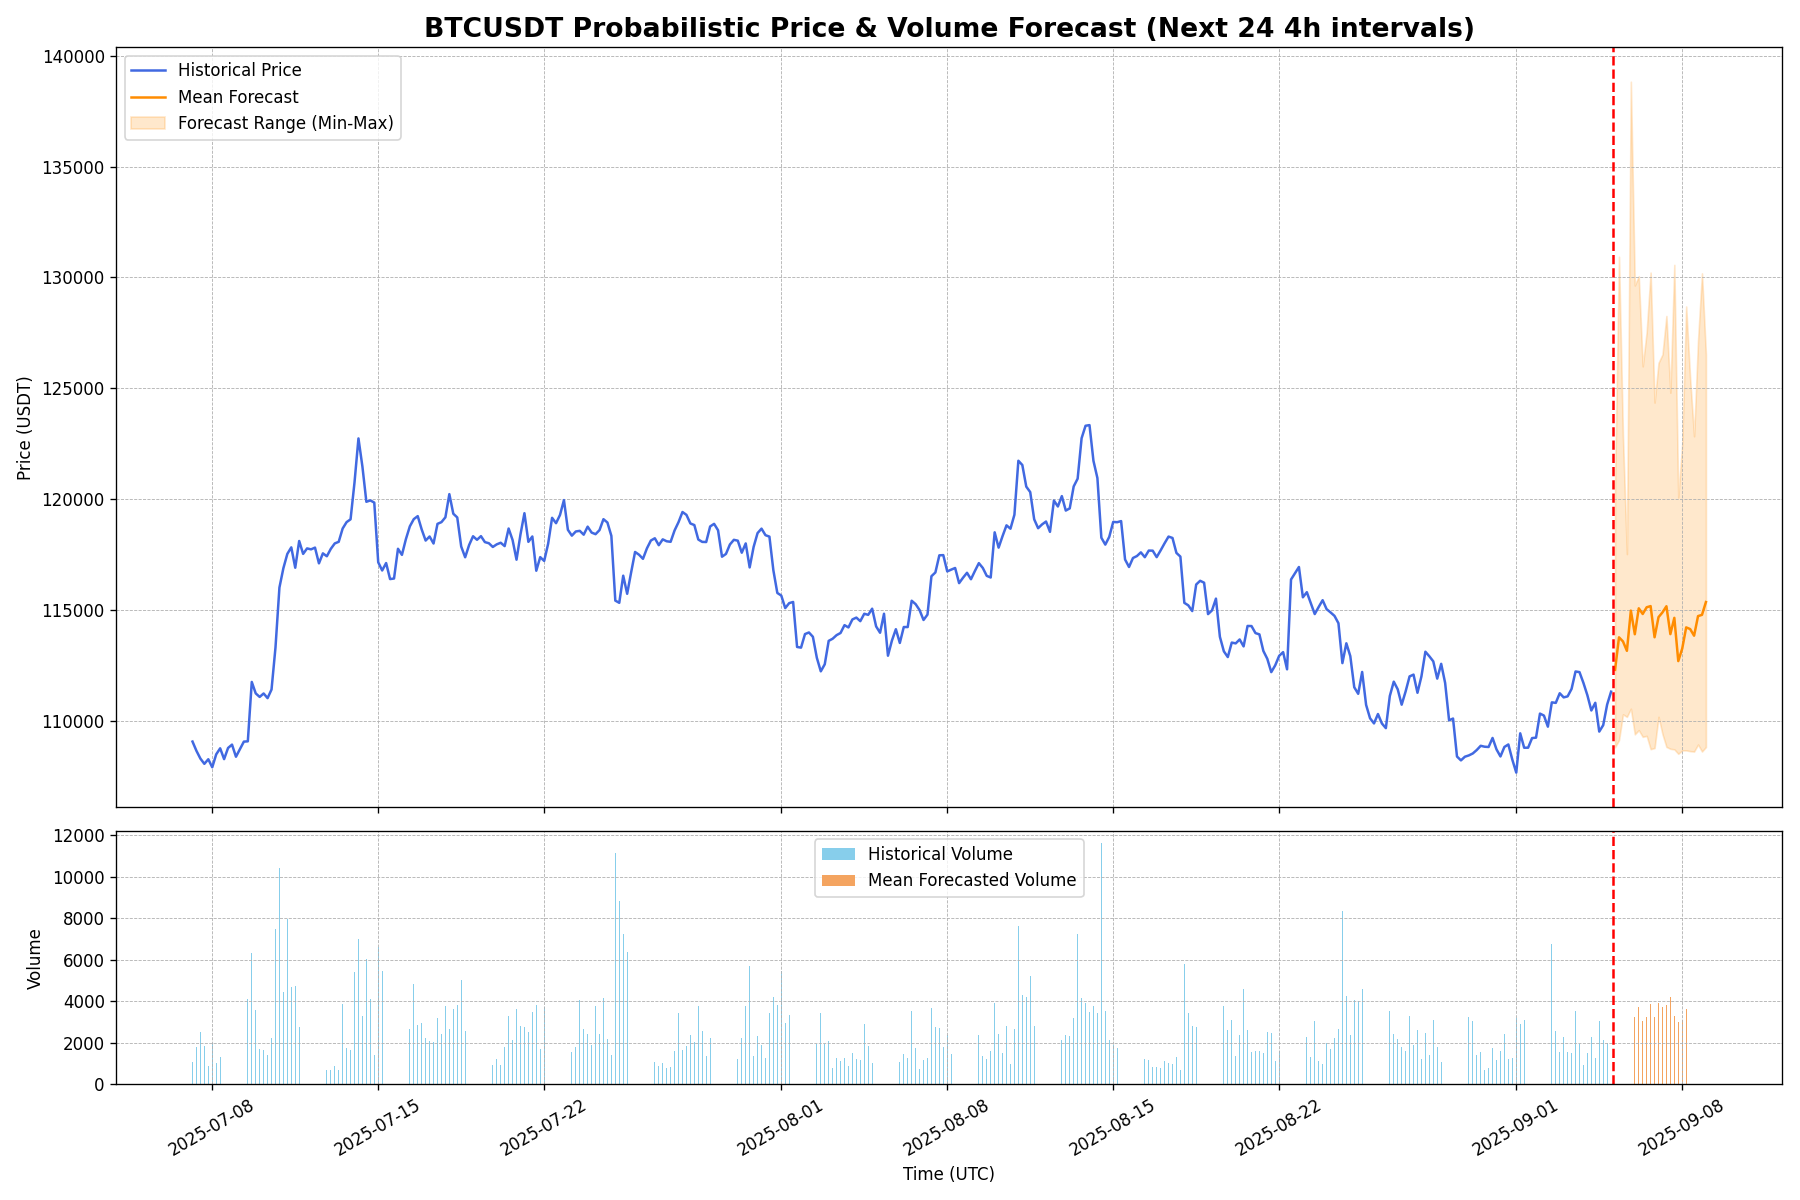 BTCUSDT Probabilistic Price & Volume Forecast (Next 24 4h intervals)
Historical Price
Mean Forecast
Forecast Range (Min-Max)
140000
135000
130000
125000
120000
115000
110000
Price (USDT)
Historical Volume
Mean Forecasted Volume
12000
10000
8000
6000
4000
2000
0
Volume
2025-07-08
2025-07-15
2025-07-22
2025-08-01
2025-08-08
2025-08-15
2025-08-22
2025-09-01
2025-09-08
Time (UTC)